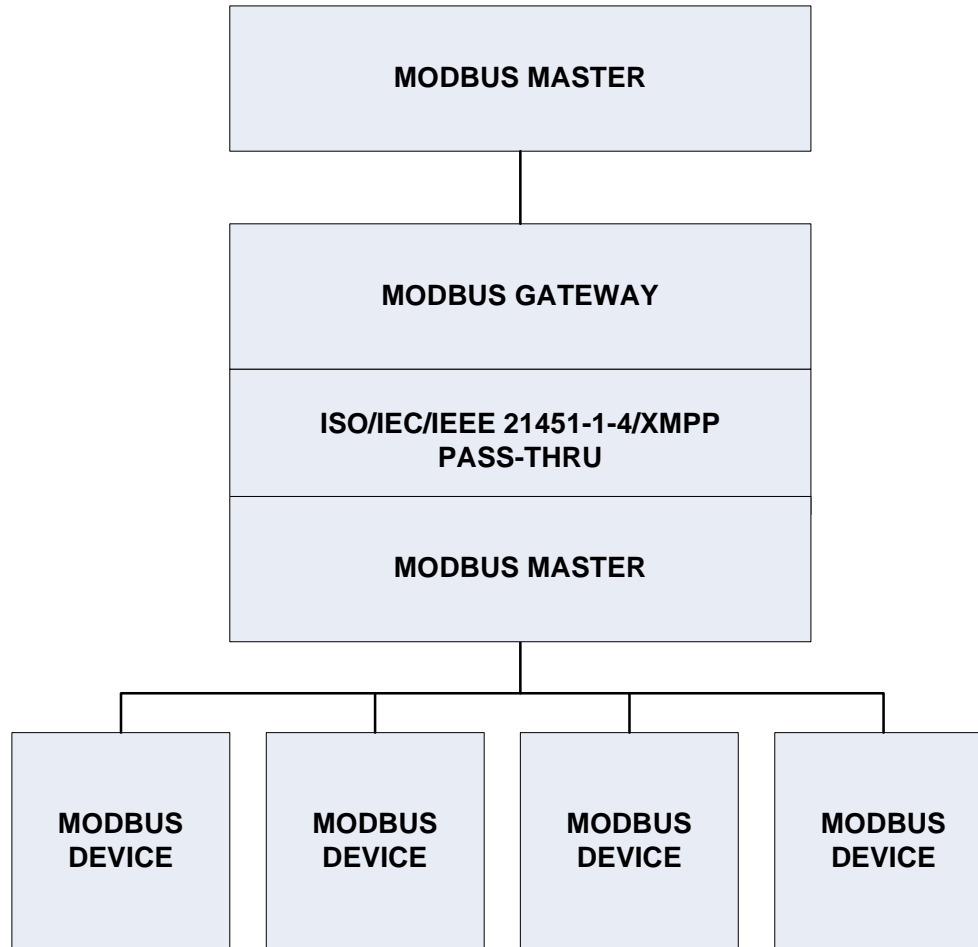 MODBUS MASTER
MODBUS GATEWAY
ISO/IEC/IEEE 21451-1-4/XMPP
PASS-THRU
MODBUS MASTER
MODBUS
DEVICE
MODBUS
DEVICE
MODBUS
DEVICE
MODBUS
DEVICE